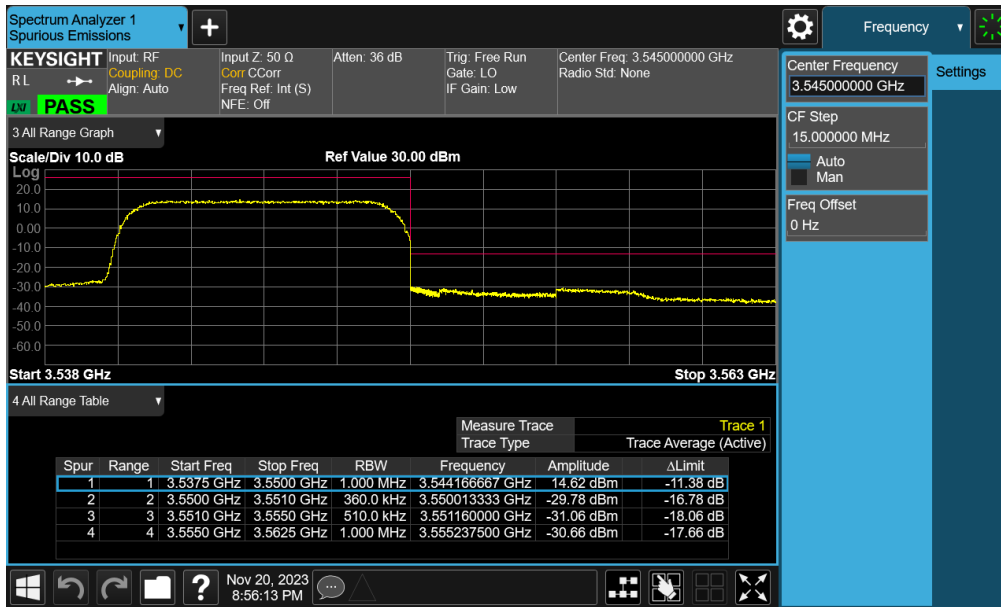 Spectrum Analyzer 1
Spurious Emissions
+
Frequency
KEYSIGHT
R L
LXI PASS
Input: RF
Coupling: DC
Align: Auto
Input Z: 50 Ω
Corr CCorr
Freq Ref: Int (S)
NFE: Off
Atten: 36 dB
Trig: Free Run
Gate: LO
IF Gain: Low
Center Freq: 3.545000000 GHz
Radio Std: None
Center Frequency
3.545000000 GHz
Settings
CF Step
15.000000 MHz
Auto
Man
Freq Offset
0 Hz
3 All Range Graph
Scale/Div 10.0 dB Ref Value 30.00 dBm
Log
20.0
10.0
0.00
-10.0
-20.0
-30.0
-40.0
-50.0
-60.0
Start 3.538 GHz Stop 3.563 GHz
4 All Range Table
Measure Trace Trace 1
Trace Type Trace Average (Active)
Spur Range Start Freq Stop Freq RBW Frequency Amplitude ΔLimit
1 1 3.5375 GHz 3.5500 GHz 1.000 MHz 3.544166667 GHz 14.62 dBm -11.38 dB
2 2 3.5500 GHz 3.5510 GHz 360.0 kHz 3.550013333 GHz -29.78 dBm -16.78 dB
3 3 3.5510 GHz 3.5550 GHz 510.0 kHz 3.551160000 GHz -31.06 dBm -18.06 dB
4 4 3.5550 GHz 3.5625 GHz 1.000 MHz 3.555237500 GHz -30.66 dBm -17.66 dB
?
Nov 20, 2023
8:56:13 PM